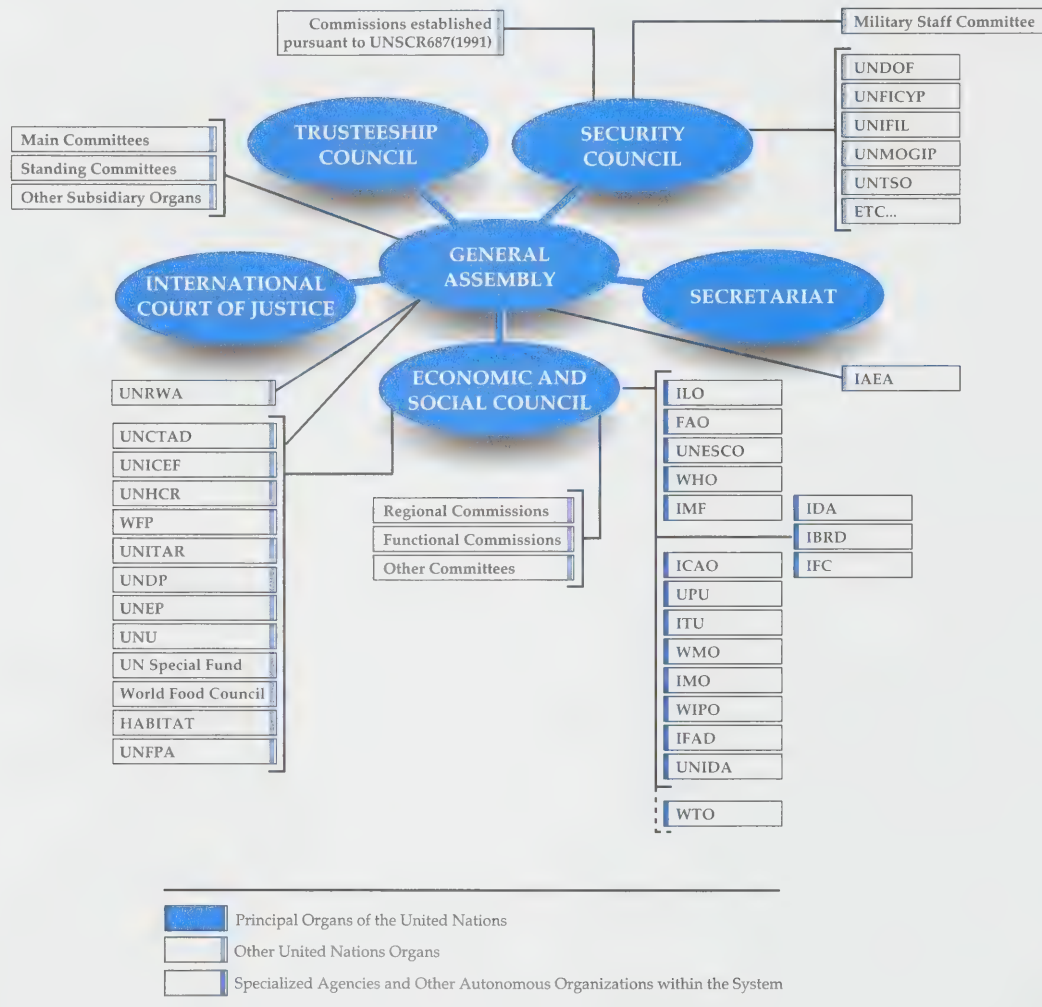 Commissions established
pursuant to UNSCR687(1991)
Military Staff Committee
UNDOF
UNFICYP
UNIFIL
UNMOGIP
UNTSO
ETC...
TRUSTEESHIP
COUNCIL
SECURITY
COUNCIL
Main Committees
Standing Committees
Other Subsidiary Organs
GENERAL
ASSEMBLY
INTERNATIONAL
COURT OF JUSTICE
SECRETARIAT
ECONOMIC AND
SOCIAL COUNCIL
IAEA
UNRWA
UNCTAD
UNICEF
UNHCR
WFP
UNITAR
UNDP
UNEP
UNU
UN Special Fund
World Food Council
HABITAT
UNFPA
Regional Commissions
Functional Commissions
Other Committees
ILO
FAO
UNESCO
WHO
IMF
IDA
IBRD
IFC
ICAO
UPU
ITU
WMO
IMO
WIPO
IFAD
UNIDA
WTO
Principal Organs of the United Nations
Other United Nations Organs
Specialized Agencies and Other Autonomous Organizations within the System